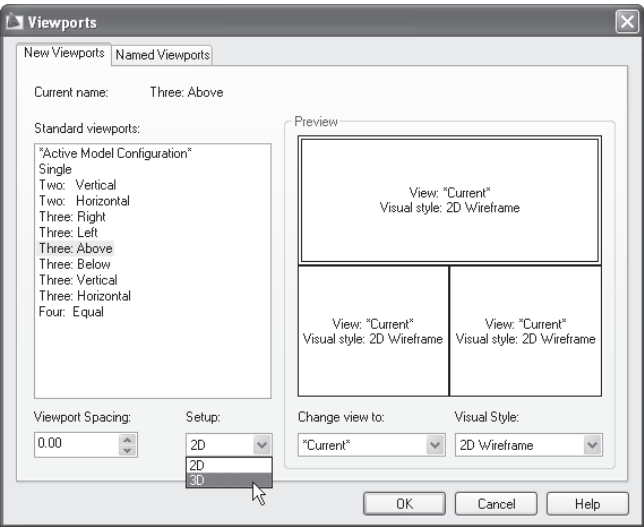 Viewports
New Viewports
Named Viewports
Current name:
Three: Above
Standard viewports:
*Active Model Configuration*
Single
Two: Vertical
Two: Horizontal
Three: Right
Three: Left
Three: Above
Three: Below
Three: Vertical
Three: Horizontal
Four: Equal
Viewport Spacing:
0.00
Setup:
2D
2D
3D
Preview
View: *Current*
Visual style: 2D Wireframe
View: *Current*
Visual style: 2D Wireframe
View: *Current*
Visual style: 2D Wireframe
Change view to:
*Current*
Visual Style:
2D Wireframe
OK
Cancel
Help